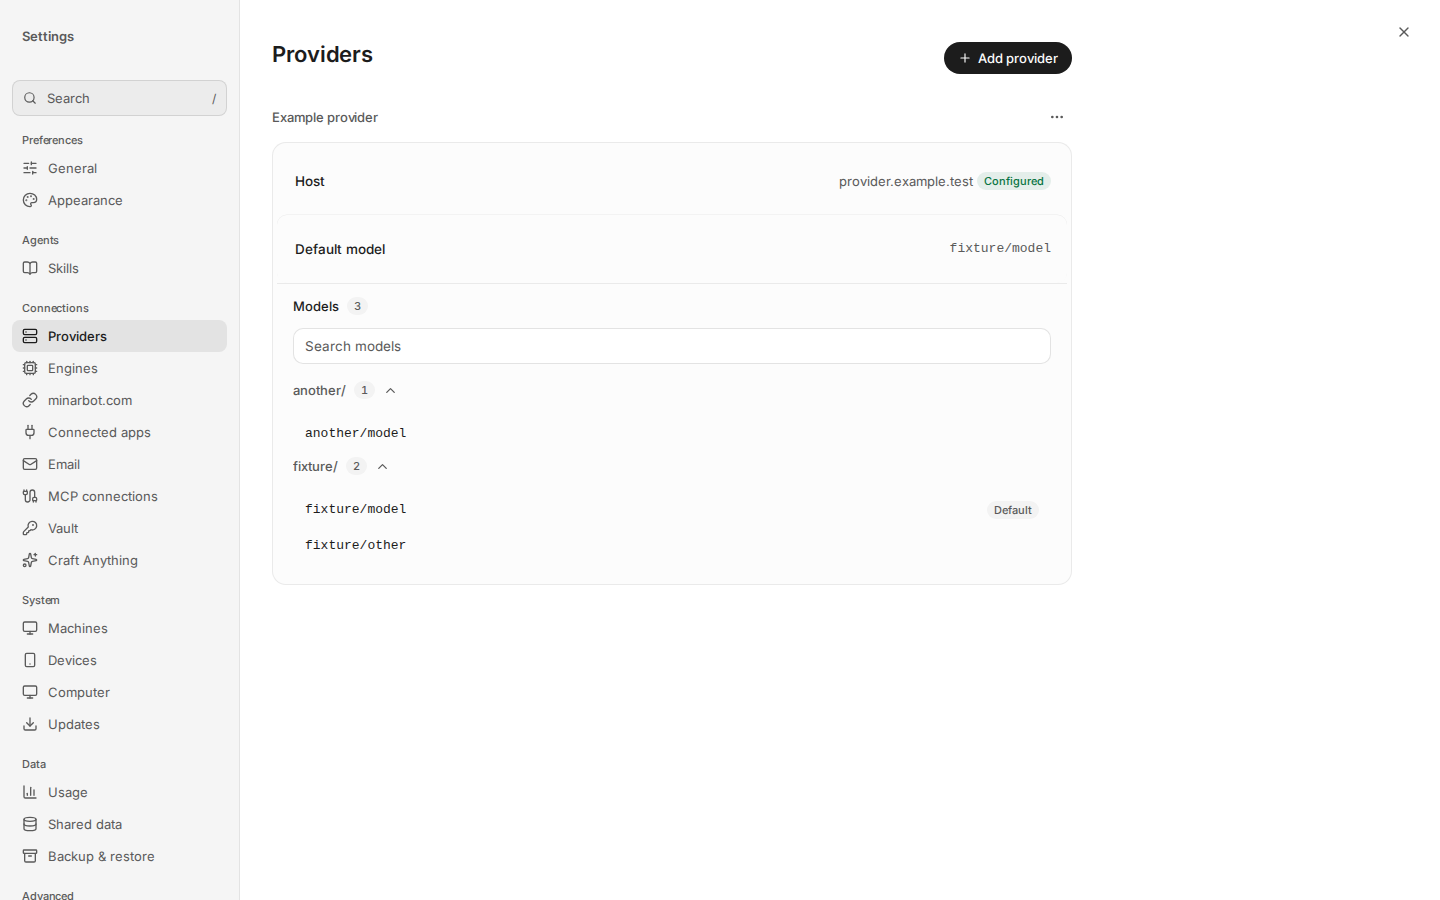 Settings
Search /
Preferences
General
Appearance
Agents
Skills
Connections
Providers
Engines
minarbot.com
Connected apps
Email
MCP connections
Vault
Craft Anything
System
Machines
Devices
Computer
Updates
Data
Usage
Shared data
Backup & restore
Advanced
Providers
Add provider
Example provider
Host provider.example.test Configured
Default model fixture/model
Models 3
Search models
another/ 1
another/model
fixture/ 2
fixture/model Default
fixture/other